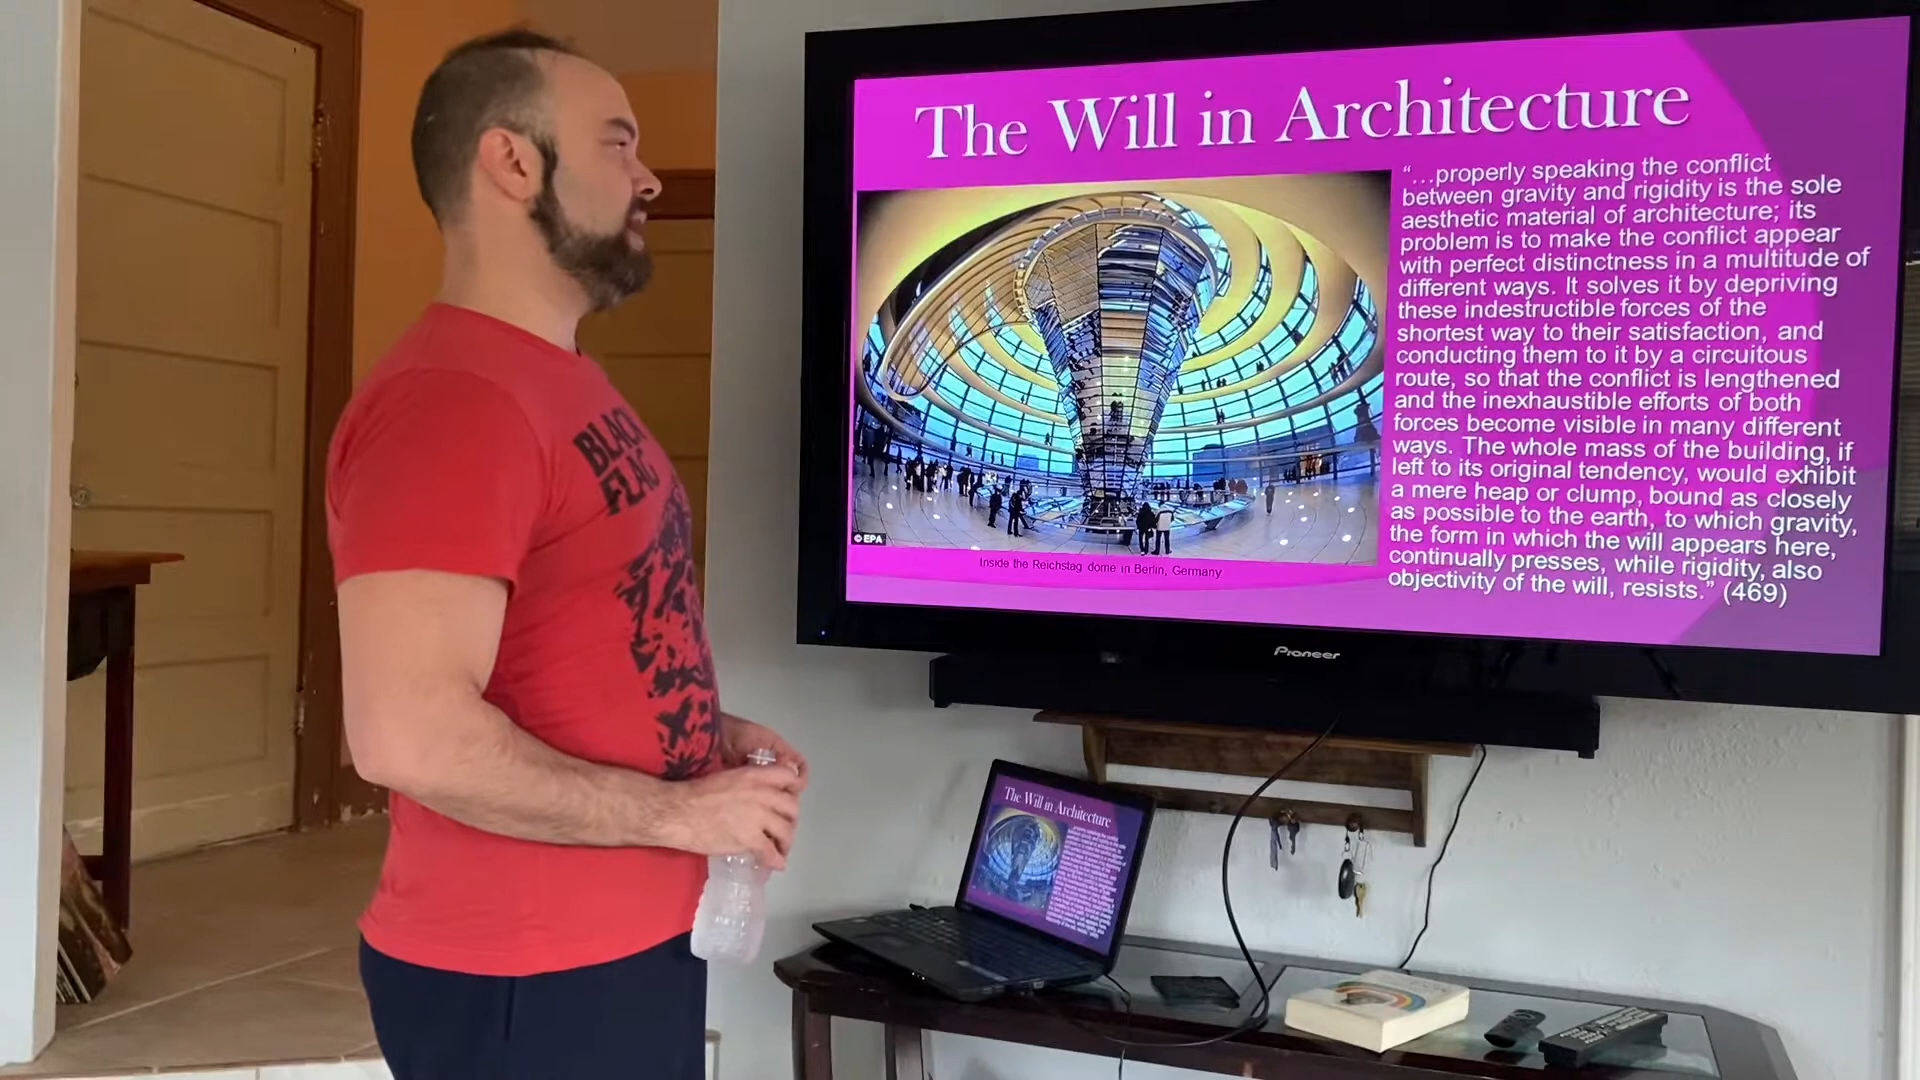 The Will in Architecture
“…properly speaking the conflict
between gravity and rigidity is the sole
aesthetic material of architecture; its
problem is to make the conflict appear
with perfect distinctness in a multitude of
different ways. It solves it by depriving
these indestructible forces of the
shortest way to their satisfaction, and
conducting them to it by a circuitous
route, so that the conflict is lengthened
and the inexhaustible efforts of both
forces become visible in many different
ways. The whole mass of the building, if
left to its original tendency, would exhibit
a mere heap or clump, bound as closely
as possible to the earth, to which gravity,
the form in which the will appears here,
continually presses, while rigidity, also
objectivity of the will, resists.” (469)
© EPA
Inside the Reichstag dome in Berlin, Germany
Pioneer
BLACK
FLAG
The Will in Architecture